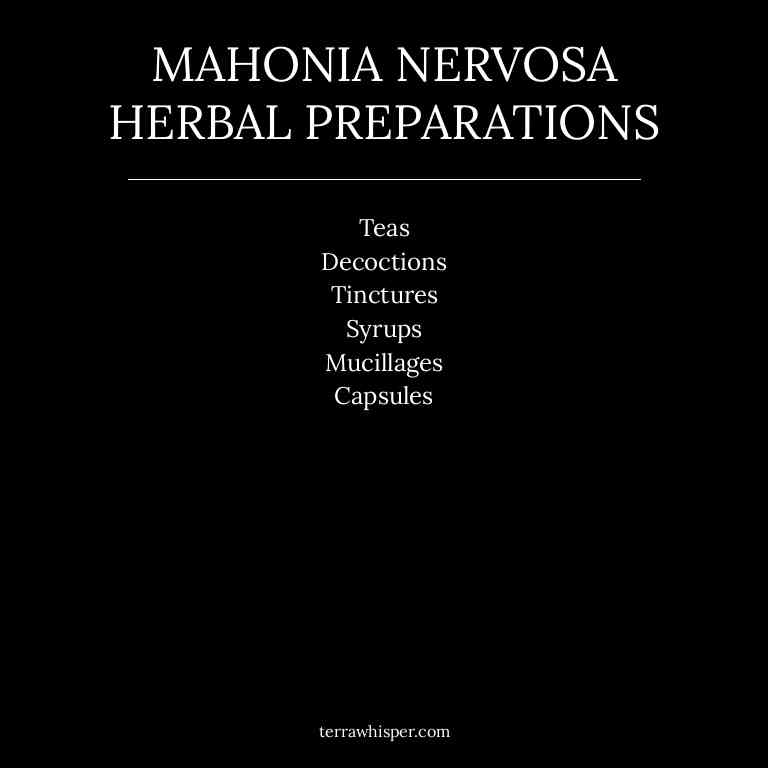 MAHONIA NERVOSA
HERBAL PREPARATIONS
Teas
Decoctions
Tinctures
Syrups
Mucillages
Capsules
terrawhisper.com